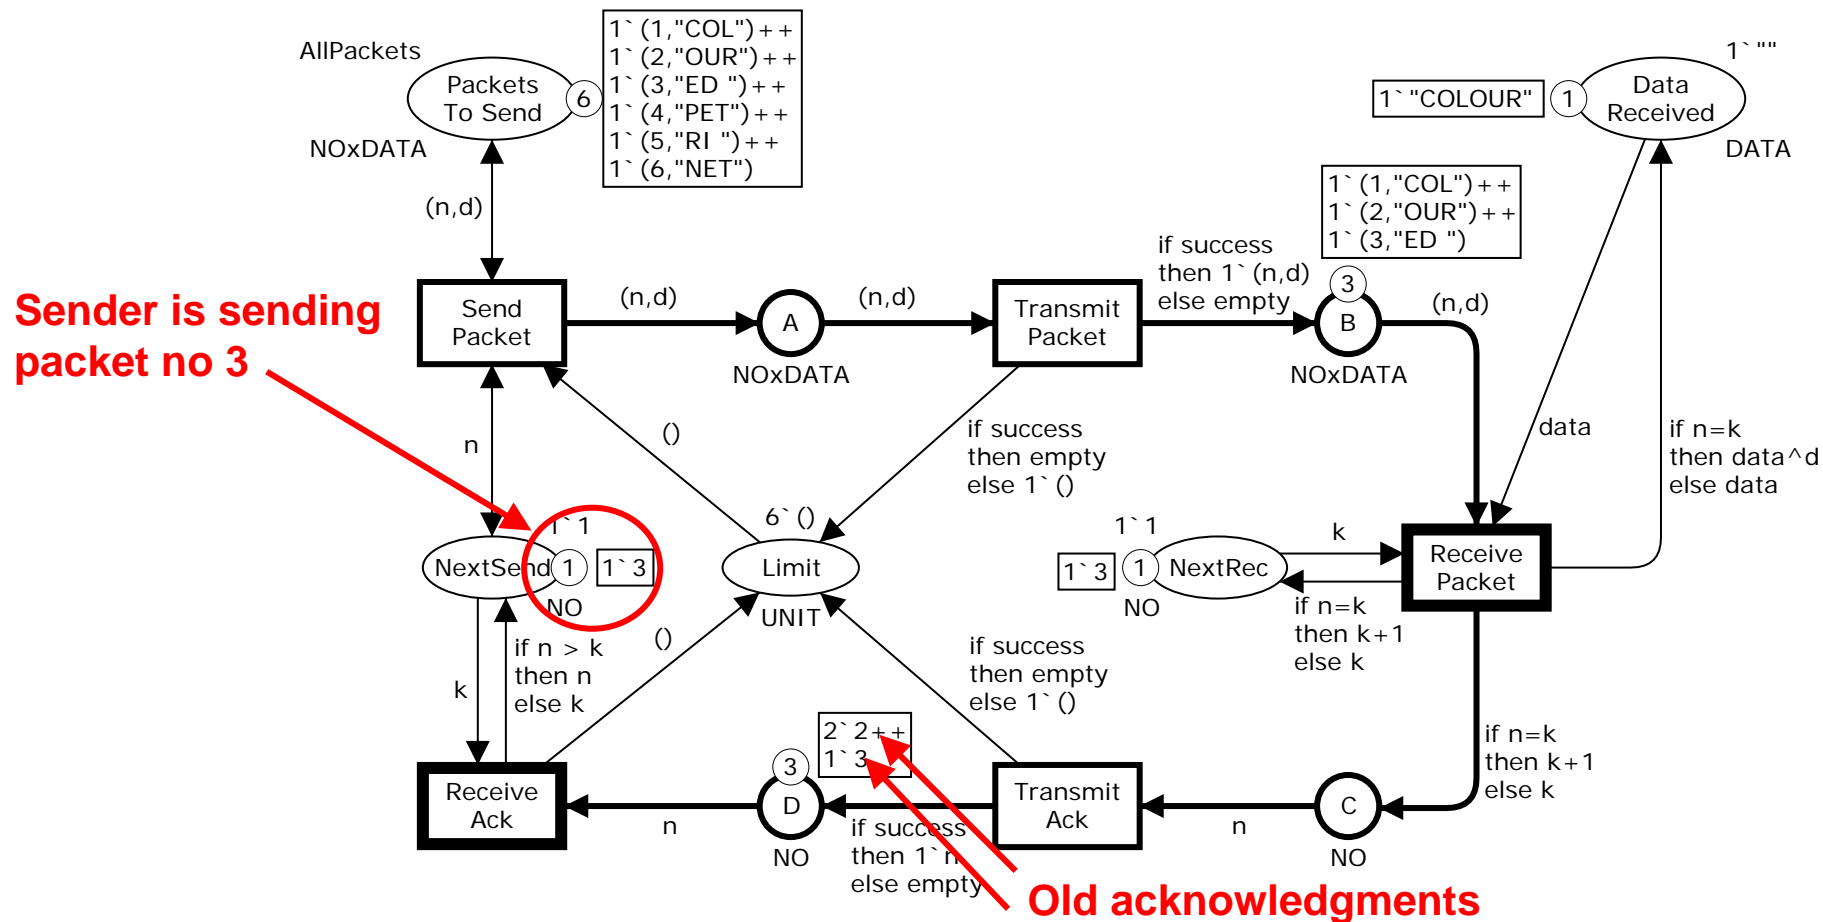 AllPackets
Packets
To Send
6
1`(1,"COL")++
1`(2,"OUR")++
1`(3,"ED ")++
1`(4,"PET")++
1`(5,"RI ")++
1`(6,"NET")
NOxDATA
1`""
1`"COLOUR"
1
Data
Received
DATA
1`(1,"COL")++
1`(2,"OUR")++
1`(3,"ED ")
(n,d)
if success
then 1`(n,d)
else empty
3
Sender is sending
packet no 3
Send
Packet
(n,d)
A
(n,d)
Transmit
Packet
B
(n,d)
NOxDATA
NOxDATA
n
()
if success
then empty
else 1`()
data
if n=k
then data^d
else data
1`1
NextSend
1
1`3
NO
6`()
Limit
UNIT
1`1
1`3
1
NextRec
NO
k
Receive
Packet
if n=k
then k+1
else k
k
if n > k
then n
else k
()
if success
then empty
else 1`()
if n=k
then k+1
else k
2`2++
1`3
3
Receive
Ack
n
D
NO
if success
then 1`n
else empty
Transmit
Ack
n
C
NO
Old acknowledgments